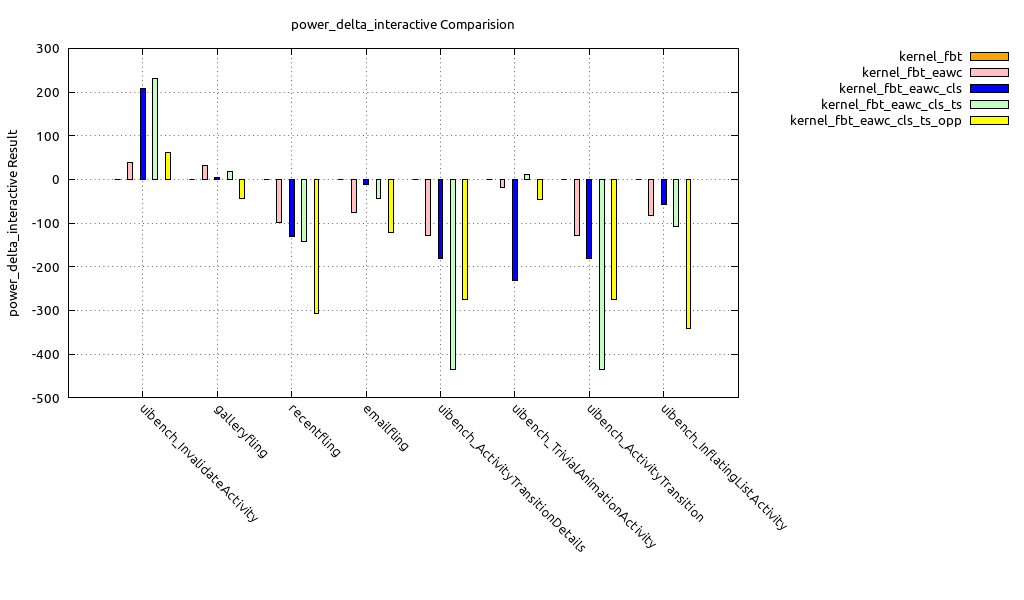 power_delta_interactive Comparision
kernel_fbt
kernel_fbt_eawc
kernel_fbt_eawc_cls
kernel_fbt_eawc_cls_ts
kernel_fbt_eawc_cls_ts_opp
power_delta_interactive Result
300
200
100
0
-100
-200
-300
-400
-500
uibench_InvalidateActivity
galleryfling
recentfling
emailfling
uibench_ActivityTransitionDetails
uibench_TrivialAnimationActivity
uibench_ActivityTransition
uibench_InflatingListActivity